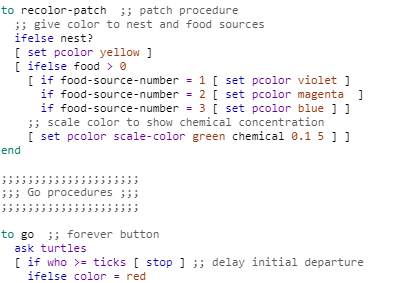 to recolor-patch  ;; patch procedure
  ;; give color to nest and food sources
  ifelse nest?
  [ set pcolor yellow ]
  [ ifelse food > 0
    [ if food-source-number = 1 [ set pcolor violet ]
      if food-source-number = 2 [ set pcolor magenta  ]
      if food-source-number = 3 [ set pcolor blue ] ]
    ;; scale color to show chemical concentration
    [ set pcolor scale-color green chemical 0.1 5 ] ]
end

;;;;;;;;;;;;;;;;;;;;;
;;; Go procedures ;;;
;;;;;;;;;;;;;;;;;;;;;

to go  ;; forever button
  ask turtles
  [ if who >= ticks [ stop ] ;; delay initial departure
    ifelse color = red